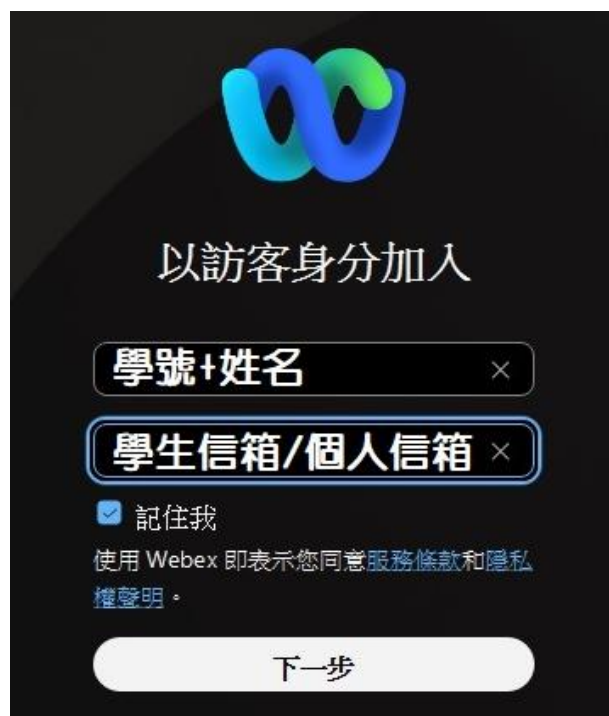 以訪客身分加入
學號+姓名
學生信箱/個人信箱
記住我
使用 Webex 即表示您同意服務條款和隱私
權聲明。
下一步